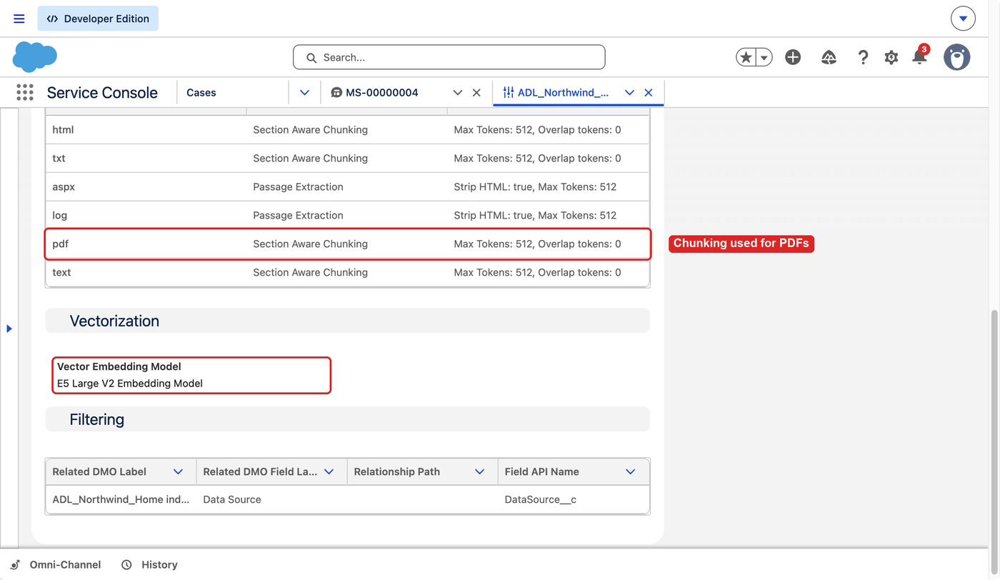 Developer Edition
Search...
3
Service Console
Cases
MS-00000004
ADL_Northwind_...
html Section Aware Chunking Max Tokens: 512, Overlap tokens: 0
txt Section Aware Chunking Max Tokens: 512, Overlap tokens: 0
aspx Passage Extraction Strip HTML: true, Max Tokens: 512
log Passage Extraction Strip HTML: true, Max Tokens: 512
pdf Section Aware Chunking Max Tokens: 512, Overlap tokens: 0
Chunking used for PDFs
text Section Aware Chunking Max Tokens: 512, Overlap tokens: 0
Vectorization
Vector Embedding Model
E5 Large V2 Embedding Model
Filtering
Related DMO Label Related DMO Field La... Relationship Path Field API Name
ADL_Northwind_Home ind... Data Source DataSource__c
Omni-Channel History